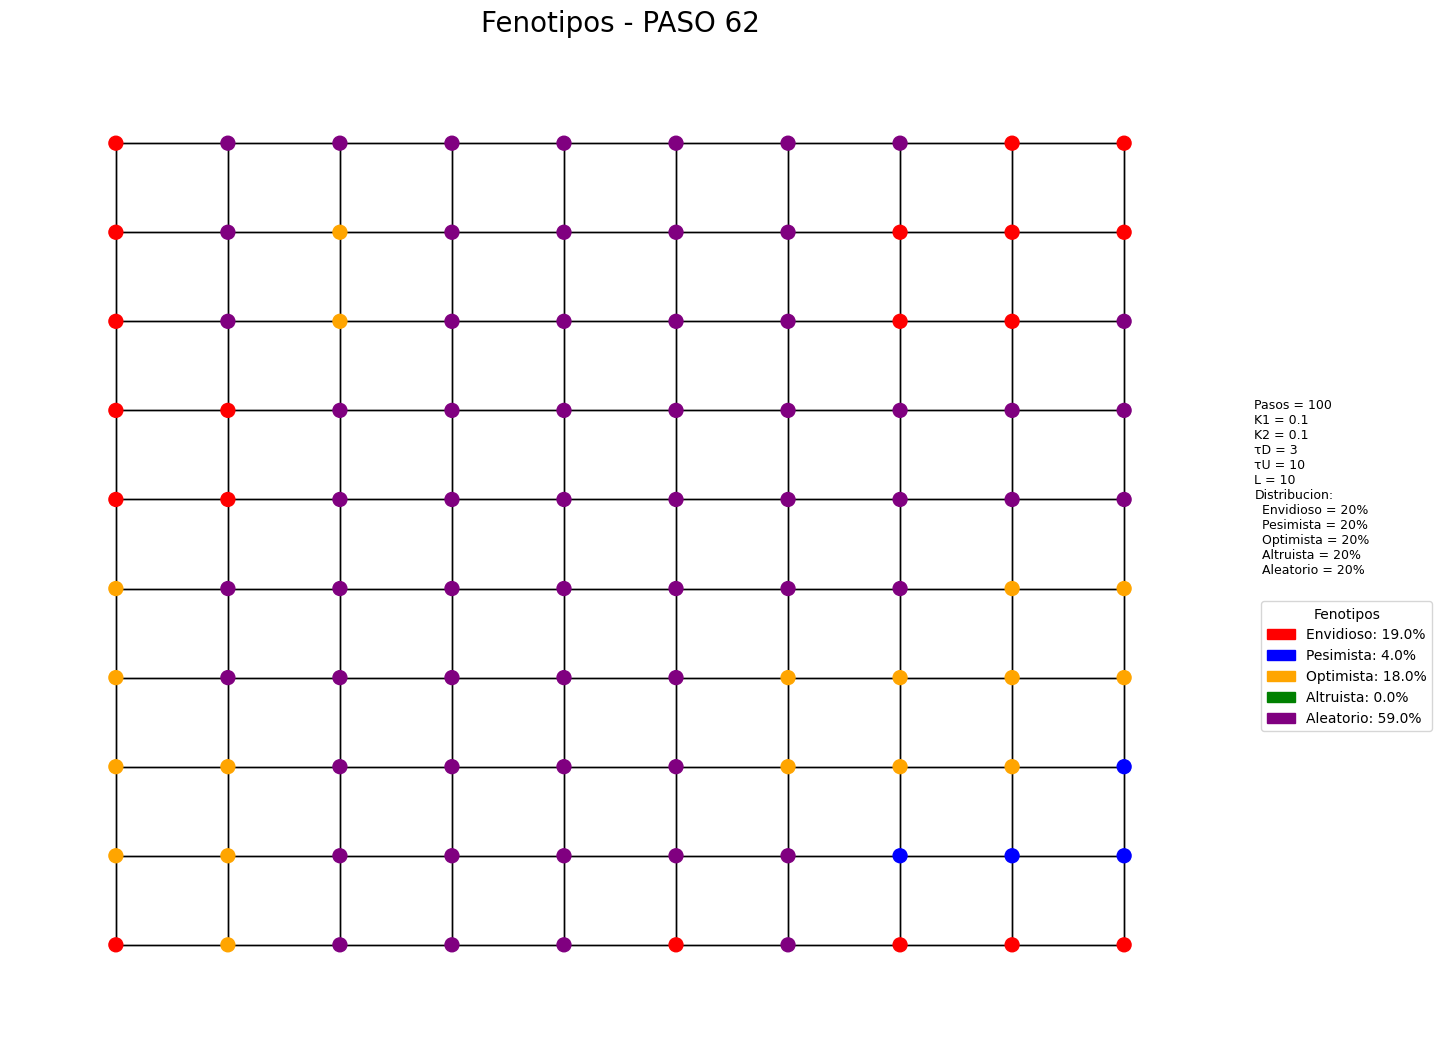 Fenotipos - PASO 62
Pasos = 100
K1 = 0.1
K2 = 0.1
τD = 3
τU = 10
L = 10
Distribucion:
Envidioso = 20%
Pesimista = 20%
Optimista = 20%
Altruista = 20%
Aleatorio = 20%
Fenotipos
Envidioso: 19.0%
Pesimista: 4.0%
Optimista: 18.0%
Altruista: 0.0%
Aleatorio: 59.0%